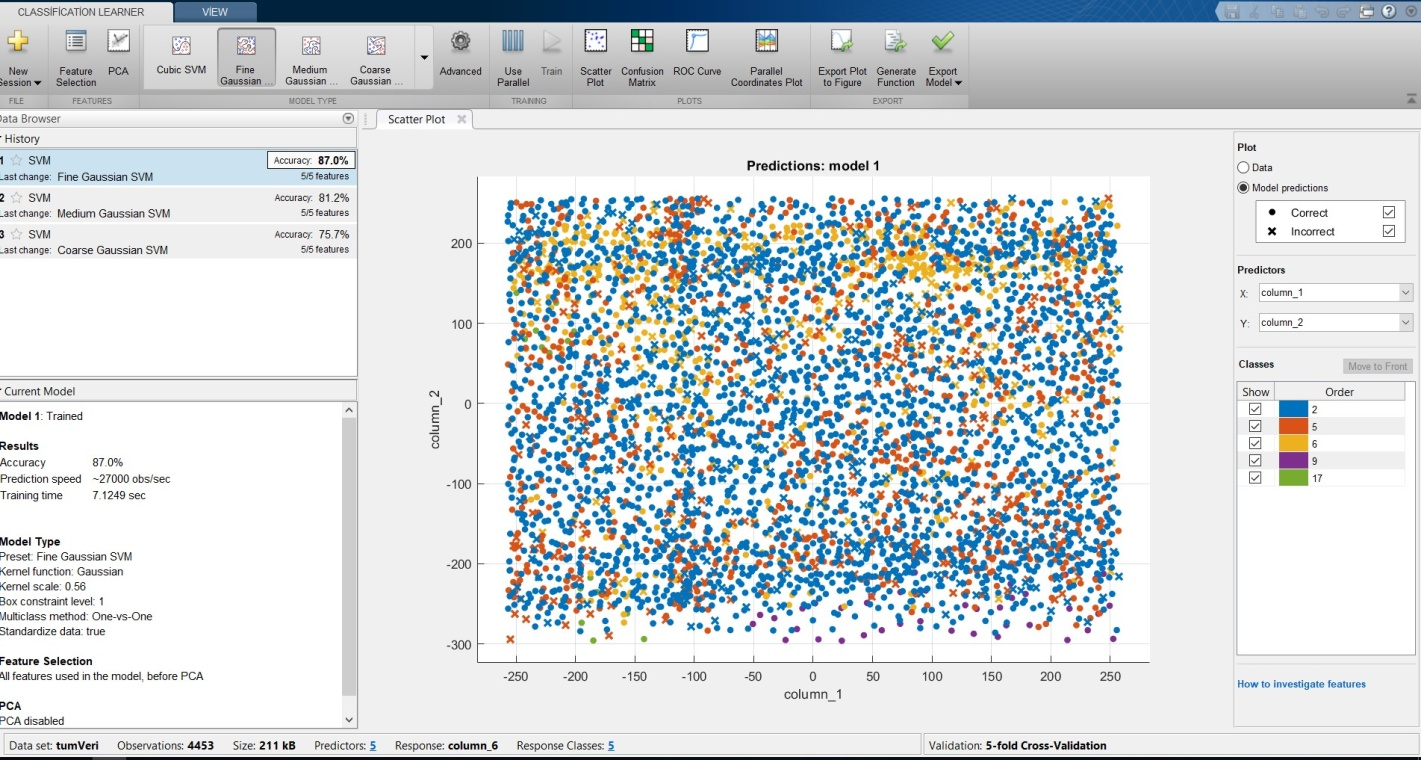 CLASSİFİCATİON LEARNER VİEW
New Session Feature Selection PCA Cubic SVM Fine Gaussian ... Medium Gaussian ... Coarse Gaussian ... Advanced Use Parallel Train Scatter Plot Confusion Matrix ROC Curve Parallel Coordinates Plot Export Plot to Figure Generate Function Export Model
FILE FEATURES MODEL TYPE TRAINING PLOTS EXPORT
Data Browser
History
1 SVM Accuracy: 87.0%
Last change: Fine Gaussian SVM 5/5 features
2 SVM Accuracy: 81.2%
Last change: Medium Gaussian SVM 5/5 features
3 SVM Accuracy: 75.7%
Last change: Coarse Gaussian SVM 5/5 features
Current Model
Model 1: Trained
Results
Accuracy 87.0%
Prediction speed ~27000 obs/sec
Training time 7.1249 sec
Model Type
Preset: Fine Gaussian SVM
Kernel function: Gaussian
Kernel scale: 0.56
Box constraint level: 1
Multiclass method: One-vs-One
Standardize data: true
Feature Selection
All features used in the model, before PCA
PCA
PCA disabled
Scatter Plot
Predictions: model 1
200
100
0
-100
-200
-300
column_2
-250 -200 -150 -100 -50 0 50 100 150 200 250
column_1
Plot
Data
Model predictions
Correct
Incorrect
Predictors
X: column_1
Y: column_2
Classes Move to Front
Show Order
2
5
6
9
17
How to investigate features
Data set: tumVeri Observations: 4453 Size: 211 kB Predictors: 5 Response: column_6 Response Classes: 5 Validation: 5-fold Cross-Validation